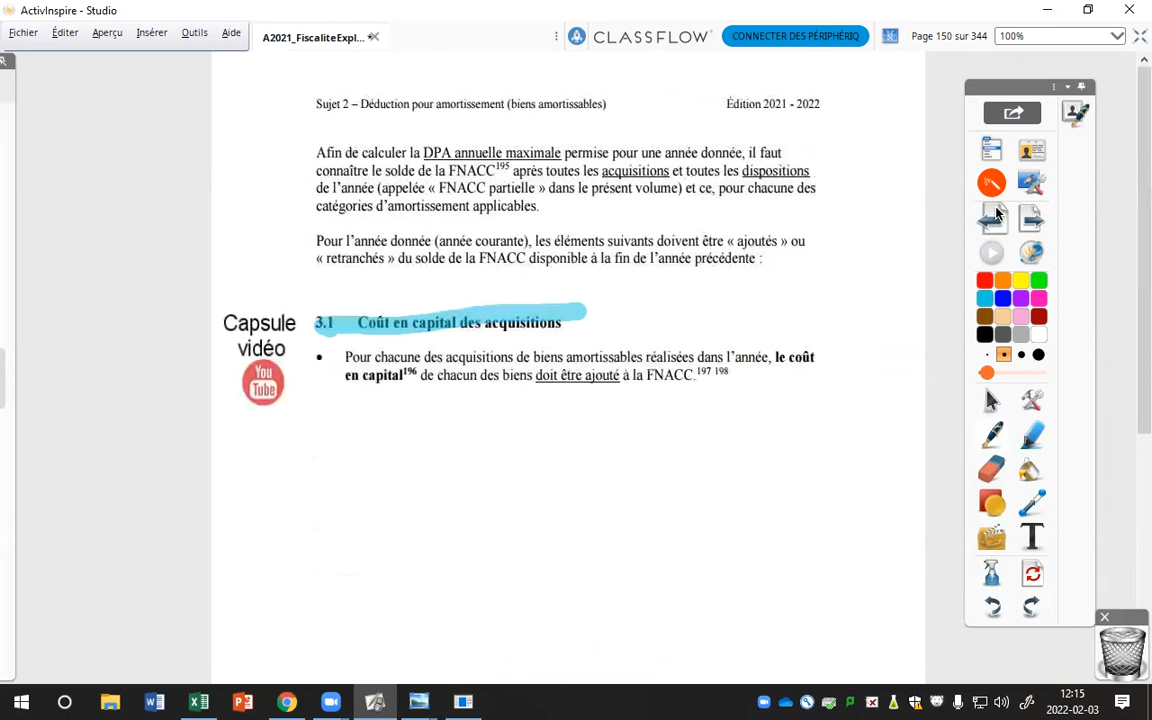 ActivInspire - Studio
Fichier Éditer Aperçu Insérer Outils Aide
A2021_FiscaliteExpl...
CLASSFLOW
CONNECTER DES PÉRIPHÉRIQ
Page 150 sur 344
100%
Sujet 2 – Déduction pour amortissement (biens amortissables) Édition 2021 - 2022
Afin de calculer la DPA annuelle maximale permise pour une année donnée, il faut
connaître le solde de la FNACC195 après toutes les acquisitions et toutes les dispositions
de l'année (appelée « FNACC partielle » dans le présent volume) et ce, pour chacune des
catégories d'amortissement applicables.
Pour l'année donnée (année courante), les éléments suivants doivent être « ajoutés » ou
« retranchés » du solde de la FNACC disponible à la fin de l'année précédente :
Capsule
vidéo
You
Tube
3.1 Coût en capital des acquisitions
• Pour chacune des acquisitions de biens amortissables réalisées dans l'année, le coût
en capital196 de chacun des biens doit être ajouté à la FNACC.197 198
T
12:15
2022-02-03